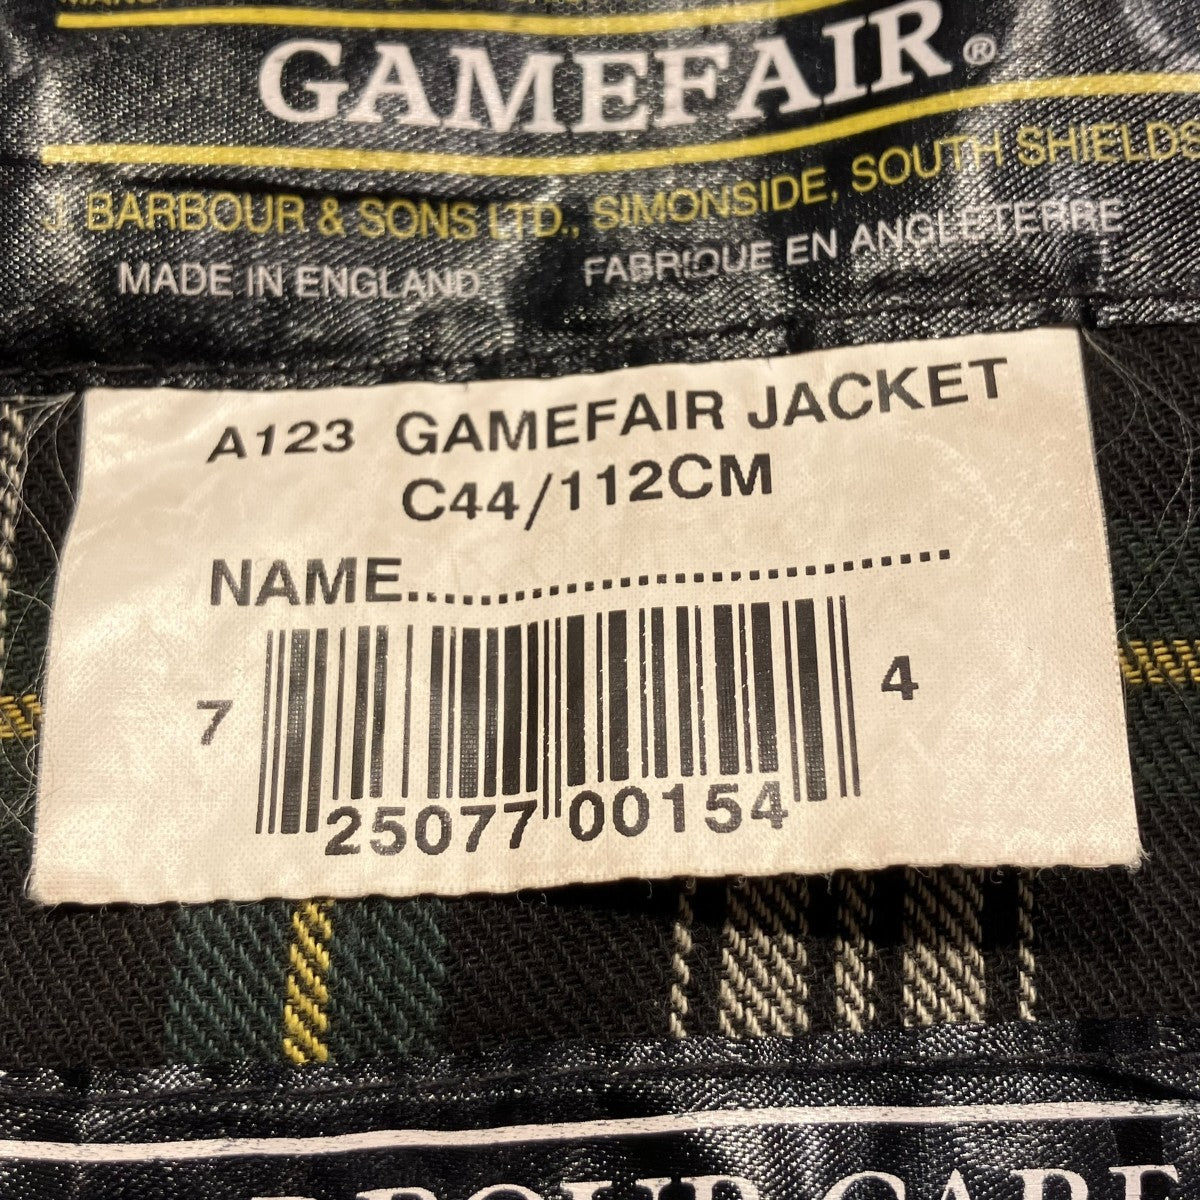 GAMEFAIR®
J. BARBOUR & SONS LTD., SIMONSIDE, SOUTH SHIELDS
MADE IN ENGLAND FABRIQUE EN ANGLETERRE
A123 GAMEFAIR JACKET
C44/112CM
NAME....................................
7 25077 00154 4
CARE